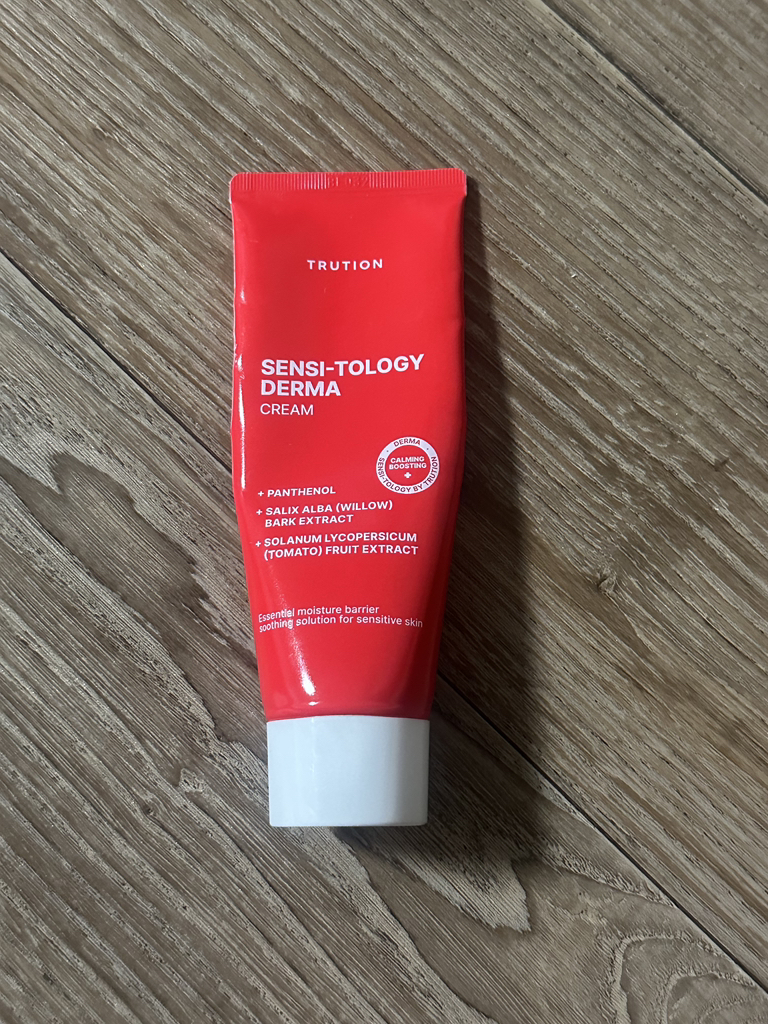 TRUTION
SENSI-TOLOGY
DERMA
CREAM
DERMA
CALMING
BOOSTING
+
SENSI-TOLOGY BY TRUTION
+ PANTHENOL
+ SALIX ALBA (WILLOW)
BARK EXTRACT
+ SOLANUM LYCOPERSICUM
(TOMATO) FRUIT EXTRACT
Essential moisture barrier
soothing solution for sensitive skin